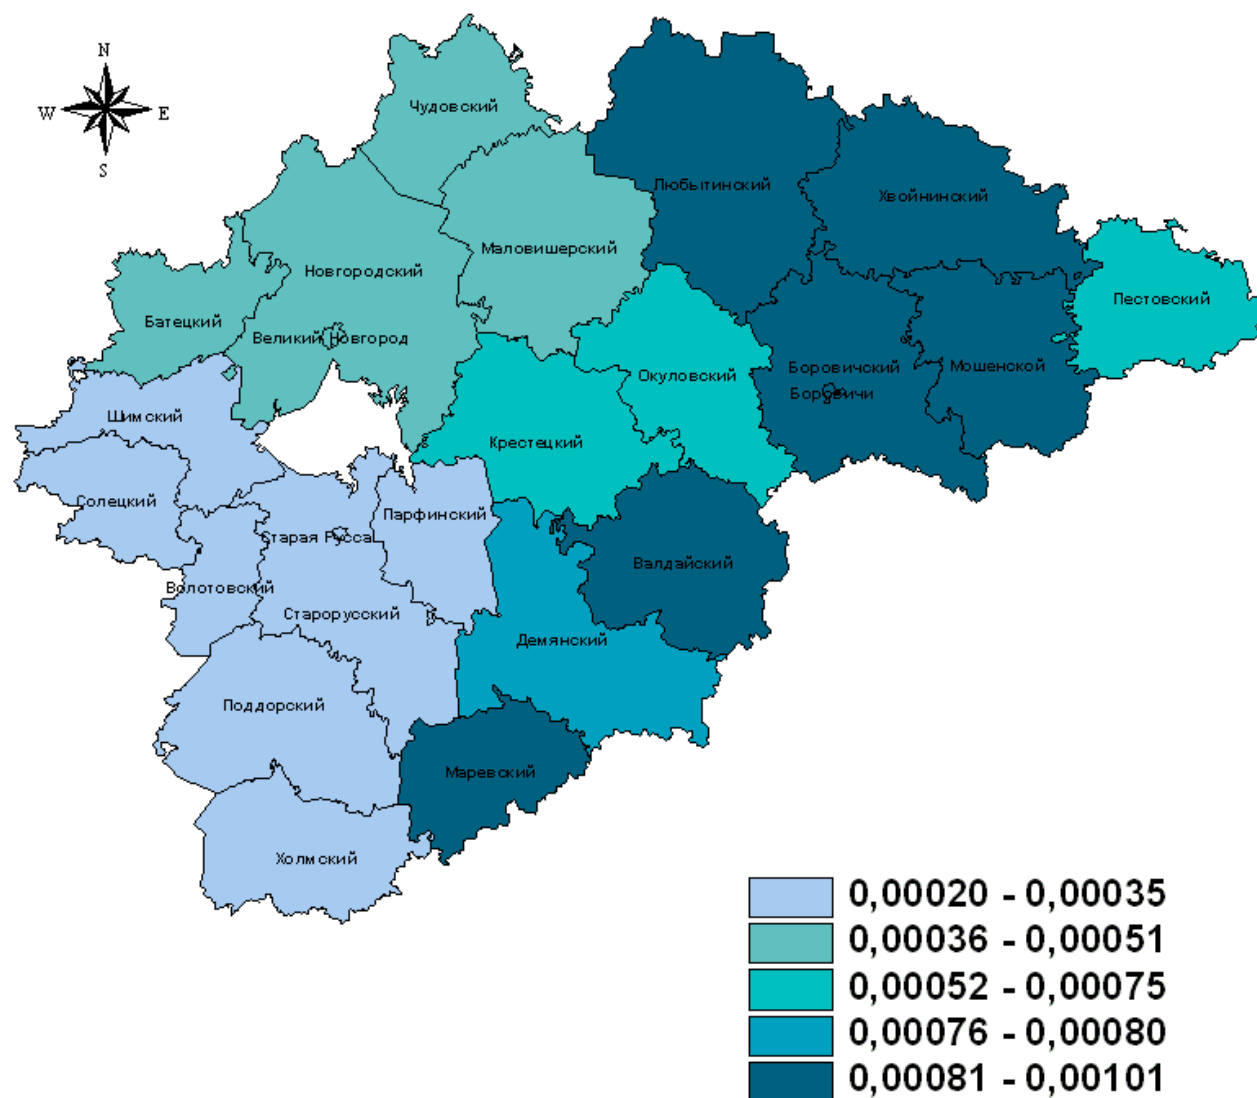 N
W
E
S
Чудовский
Любытинский
Хвойнинский
Маловишерский
Новгородский
Пестовский
Батецкий
Великий Новгород
Окуловский
Боровичский
Мошенской
Боровичи
Шимский
Крестецкий
Солецкий
Парфинский
Старая Русса
Валдайский
Волотовский
Старорусский
Демянский
Поддорский
Маревский
Холмский
0,00020 - 0,00035
0,00036 - 0,00051
0,00052 - 0,00075
0,00076 - 0,00080
0,00081 - 0,00101